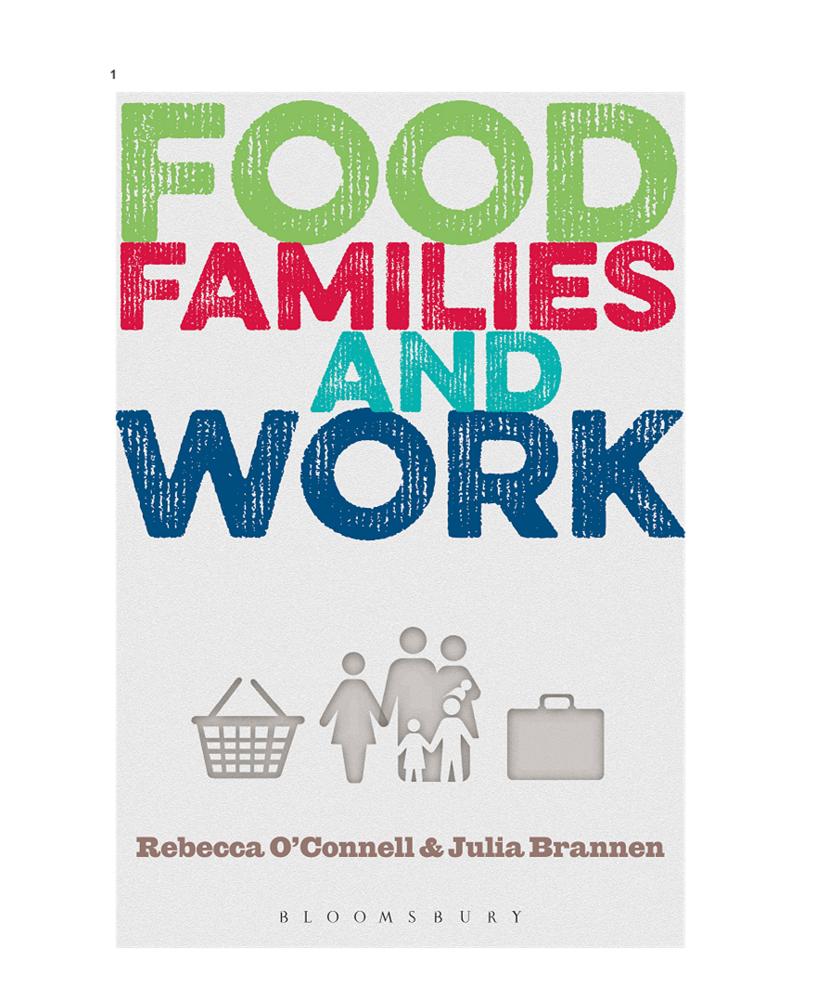 1
FOOD
FAMILIES
AND
WORK
Rebecca O’Connell & Julia Brannen
BLOOMSBURY